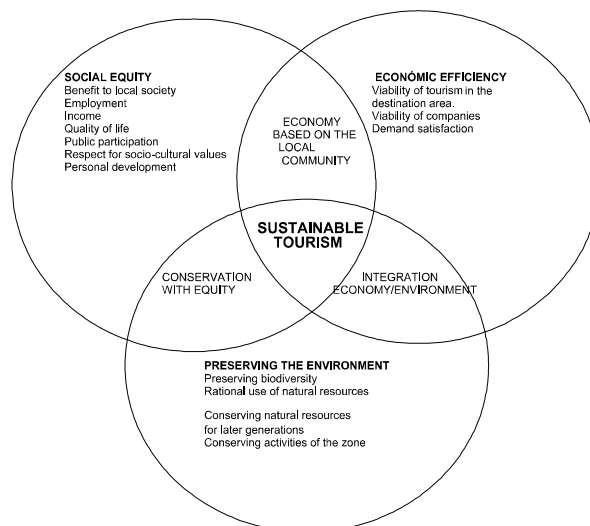 SOCIAL EQUITY
Benefit to local society
Employment
Income
Quality of life
Public participation
Respect for socio-cultural values
Personal development
ECONÓMIC EFFICIENCY
Viability of tourism in the
destination area.
Viability of companies
Demand satisfaction
ECONOMY
BASED ON THE
LOCAL
COMMUNITY
SUSTAINABLE
TOURISM
CONSERVATION
WITH EQUITY
INTEGRATION
ECONOMY/ENVIRONMENT
PRESERVING THE ENVIRONMENT
Preserving biodiversity
Rational use of natural resources
Conserving natural resources
for later generations
Conserving activities of the zone